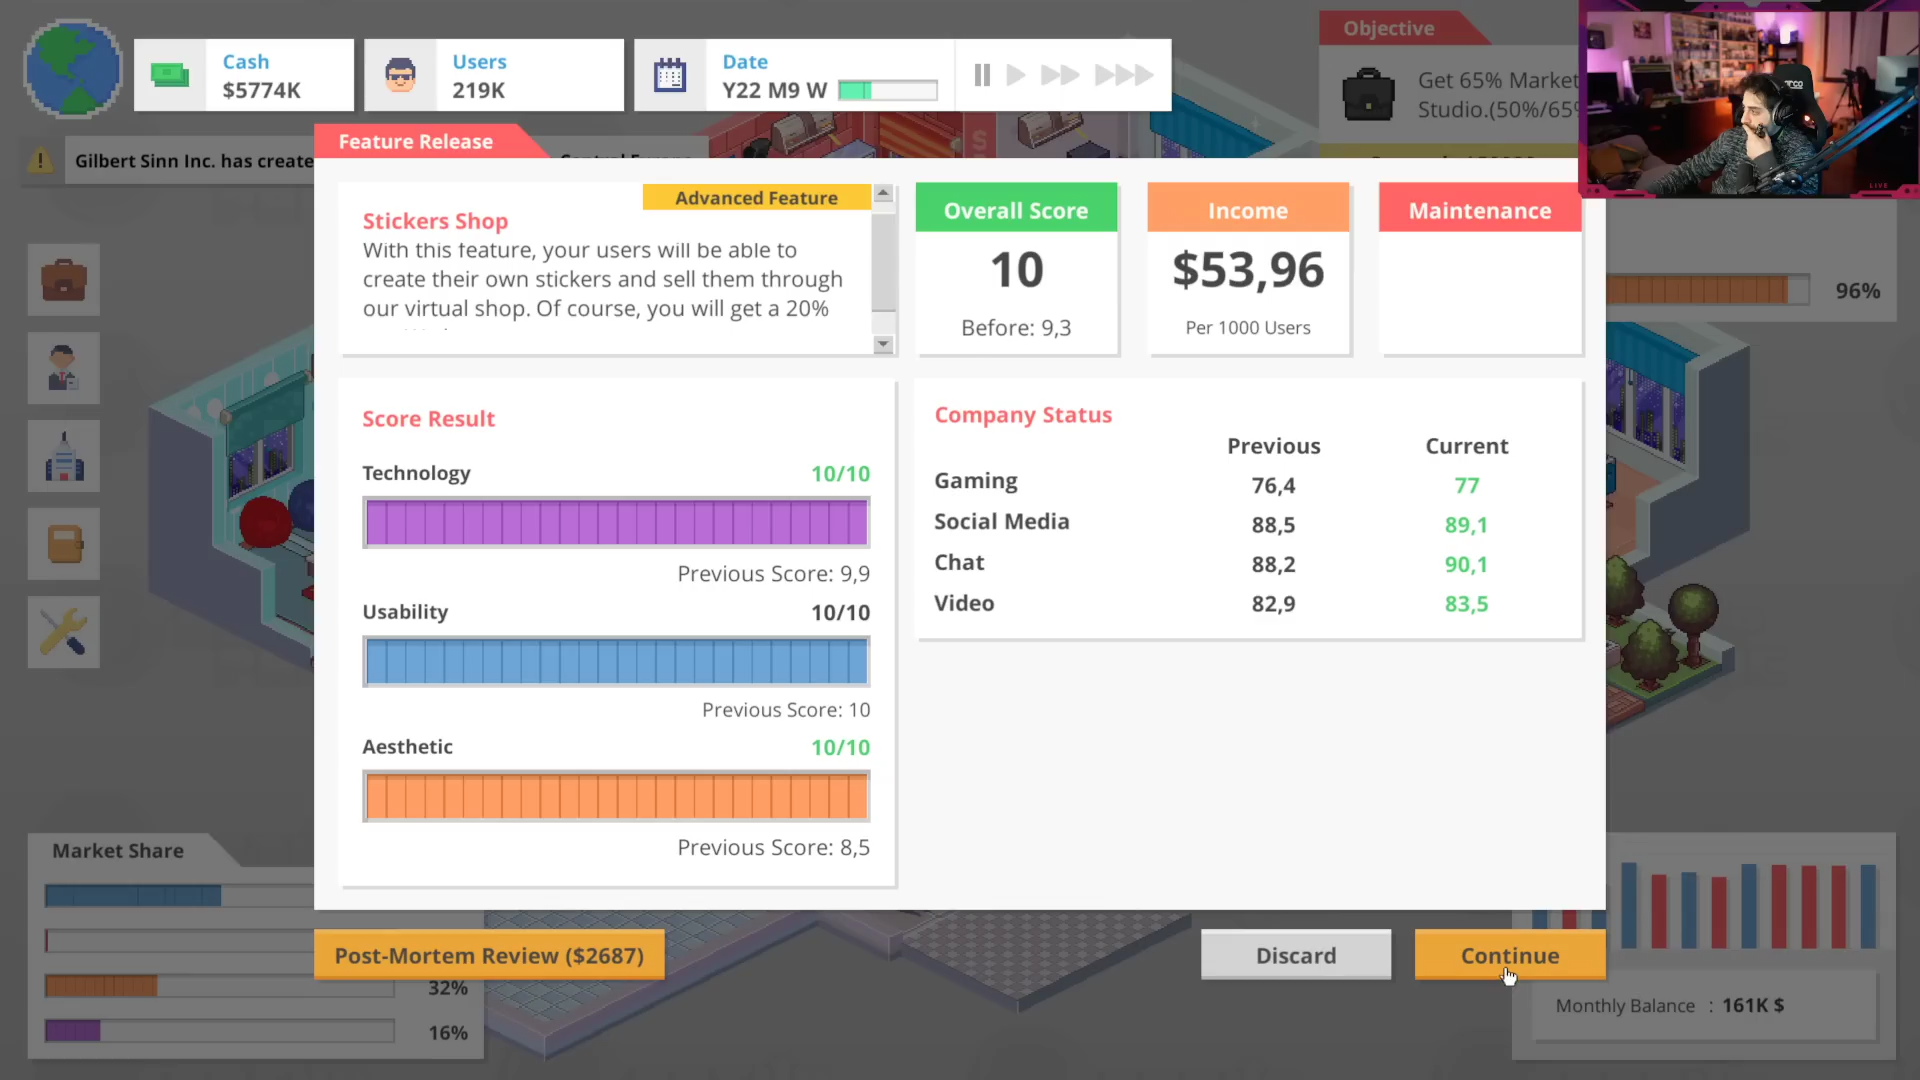 Cash
$5774K
Users
219K
Date
Y22 M9 W
Objective
Get 65% Market
Studio.(50%/65%
Gilbert Sinn Inc. has create
Feature Release
Advanced Feature
Stickers Shop
With this feature, your users will be able to
create their own stickers and sell them through
our virtual shop. Of course, you will get a 20%
Overall Score
10
Before: 9,3
Income
$53,96
Per 1000 Users
Maintenance
96%
Score Result
Technology
10/10
Previous Score: 9,9
Usability
10/10
Previous Score: 10
Aesthetic
10/10
Previous Score: 8,5
Company Status
Previous
Current
Gaming
76,4
77
Social Media
88,5
89,1
Chat
88,2
90,1
Video
82,9
83,5
Market Share
32%
16%
Post-Mortem Review ($2687)
Discard
Continue
Monthly Balance : 161K $